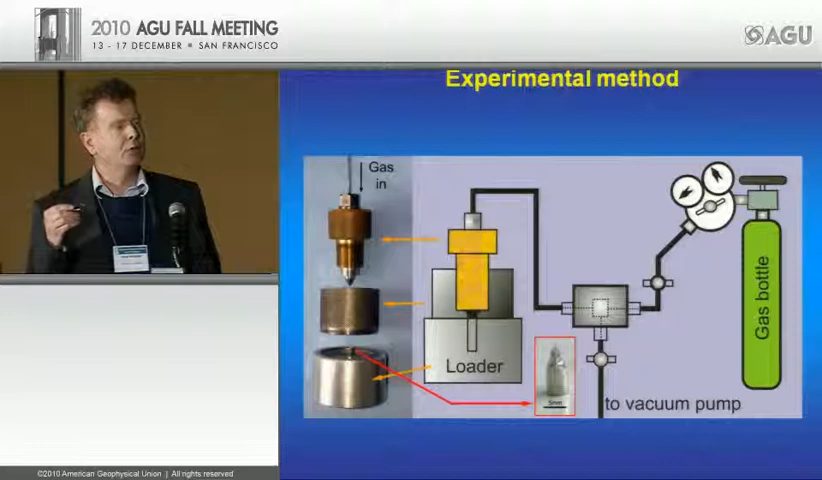 2010 AGU FALL MEETING
13 - 17 DECEMBER ▪ SAN FRANCISCO
AGU
Experimental method
Gas
in
Gas bottle
Loader
5mm
to vacuum pump
©2010 American Geophysical Union | All rights reserved